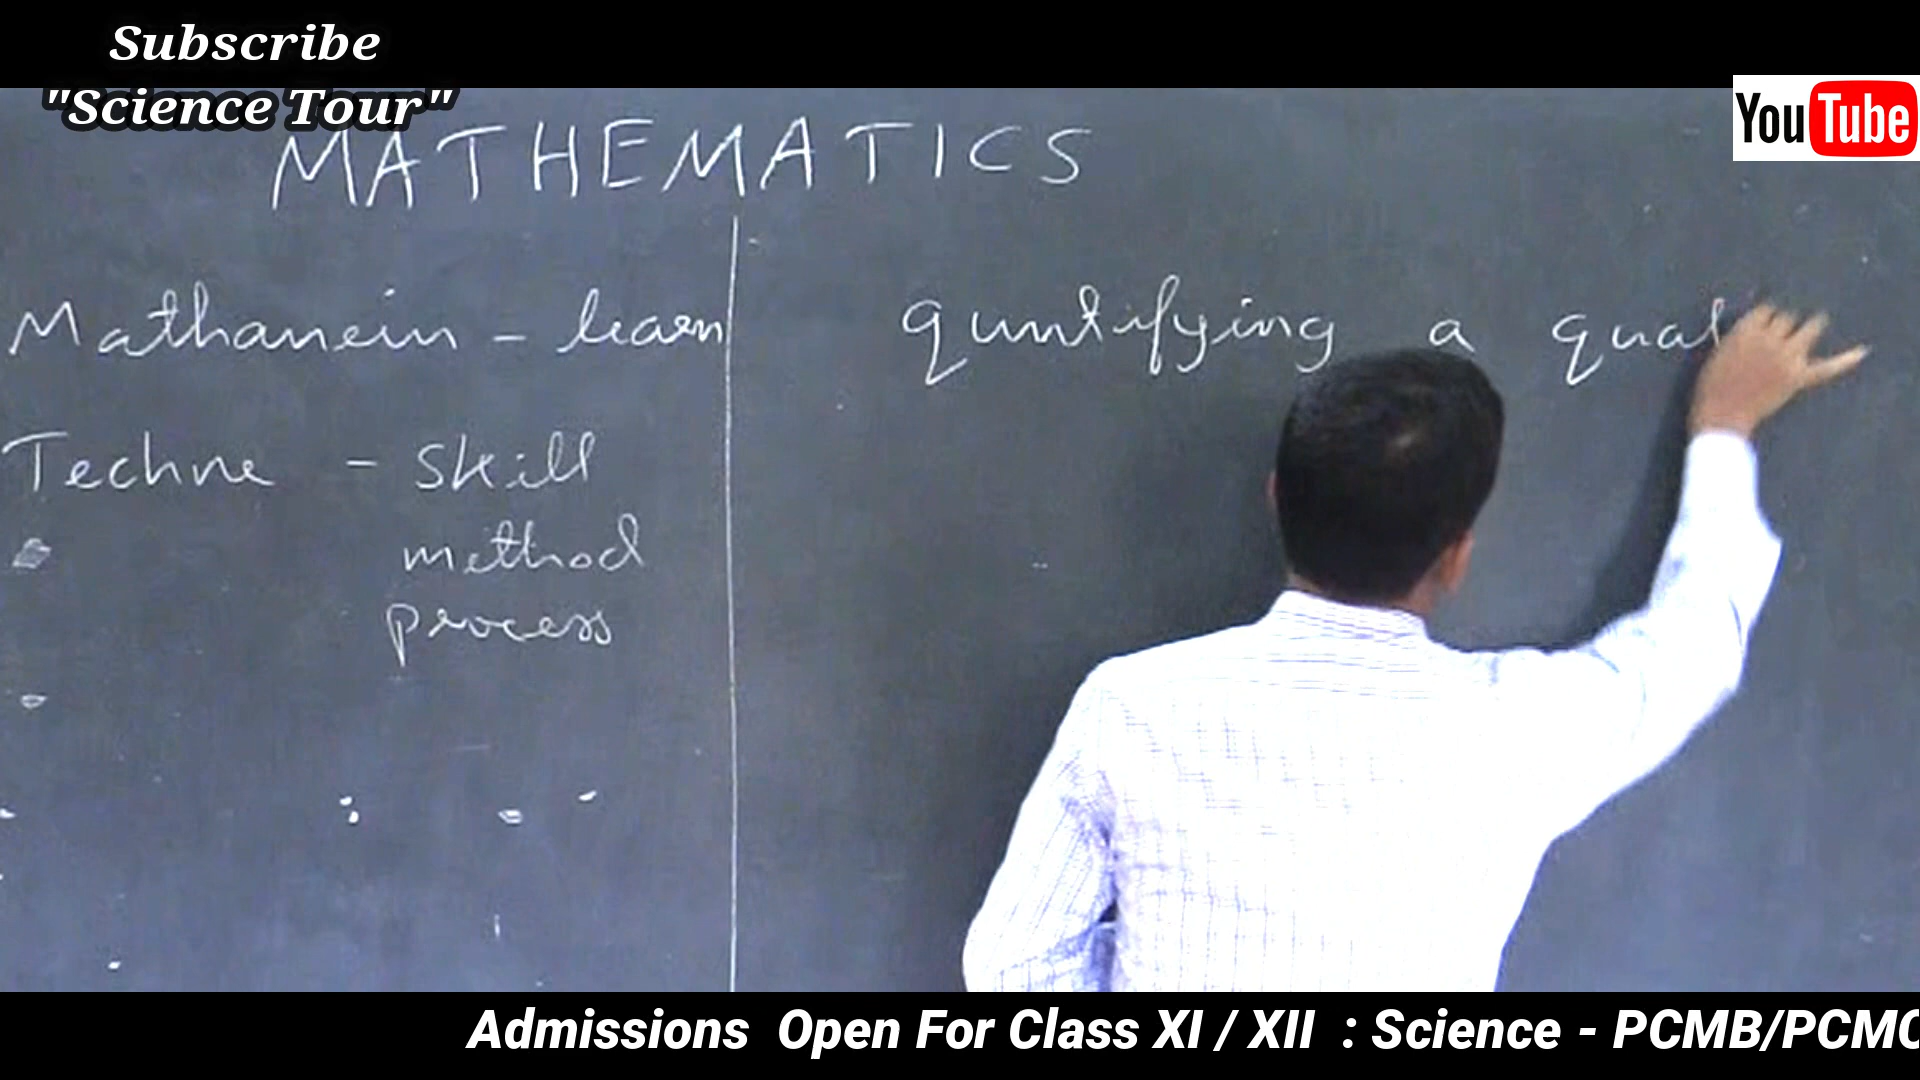 Subscribe
"Science Tour"
YouTube
MATHEMATICS
Mathanein - learn
Techne - skill
method
process
quntifying a qual
Admissions Open For Class XI / XII : Science - PCMB/PCMC